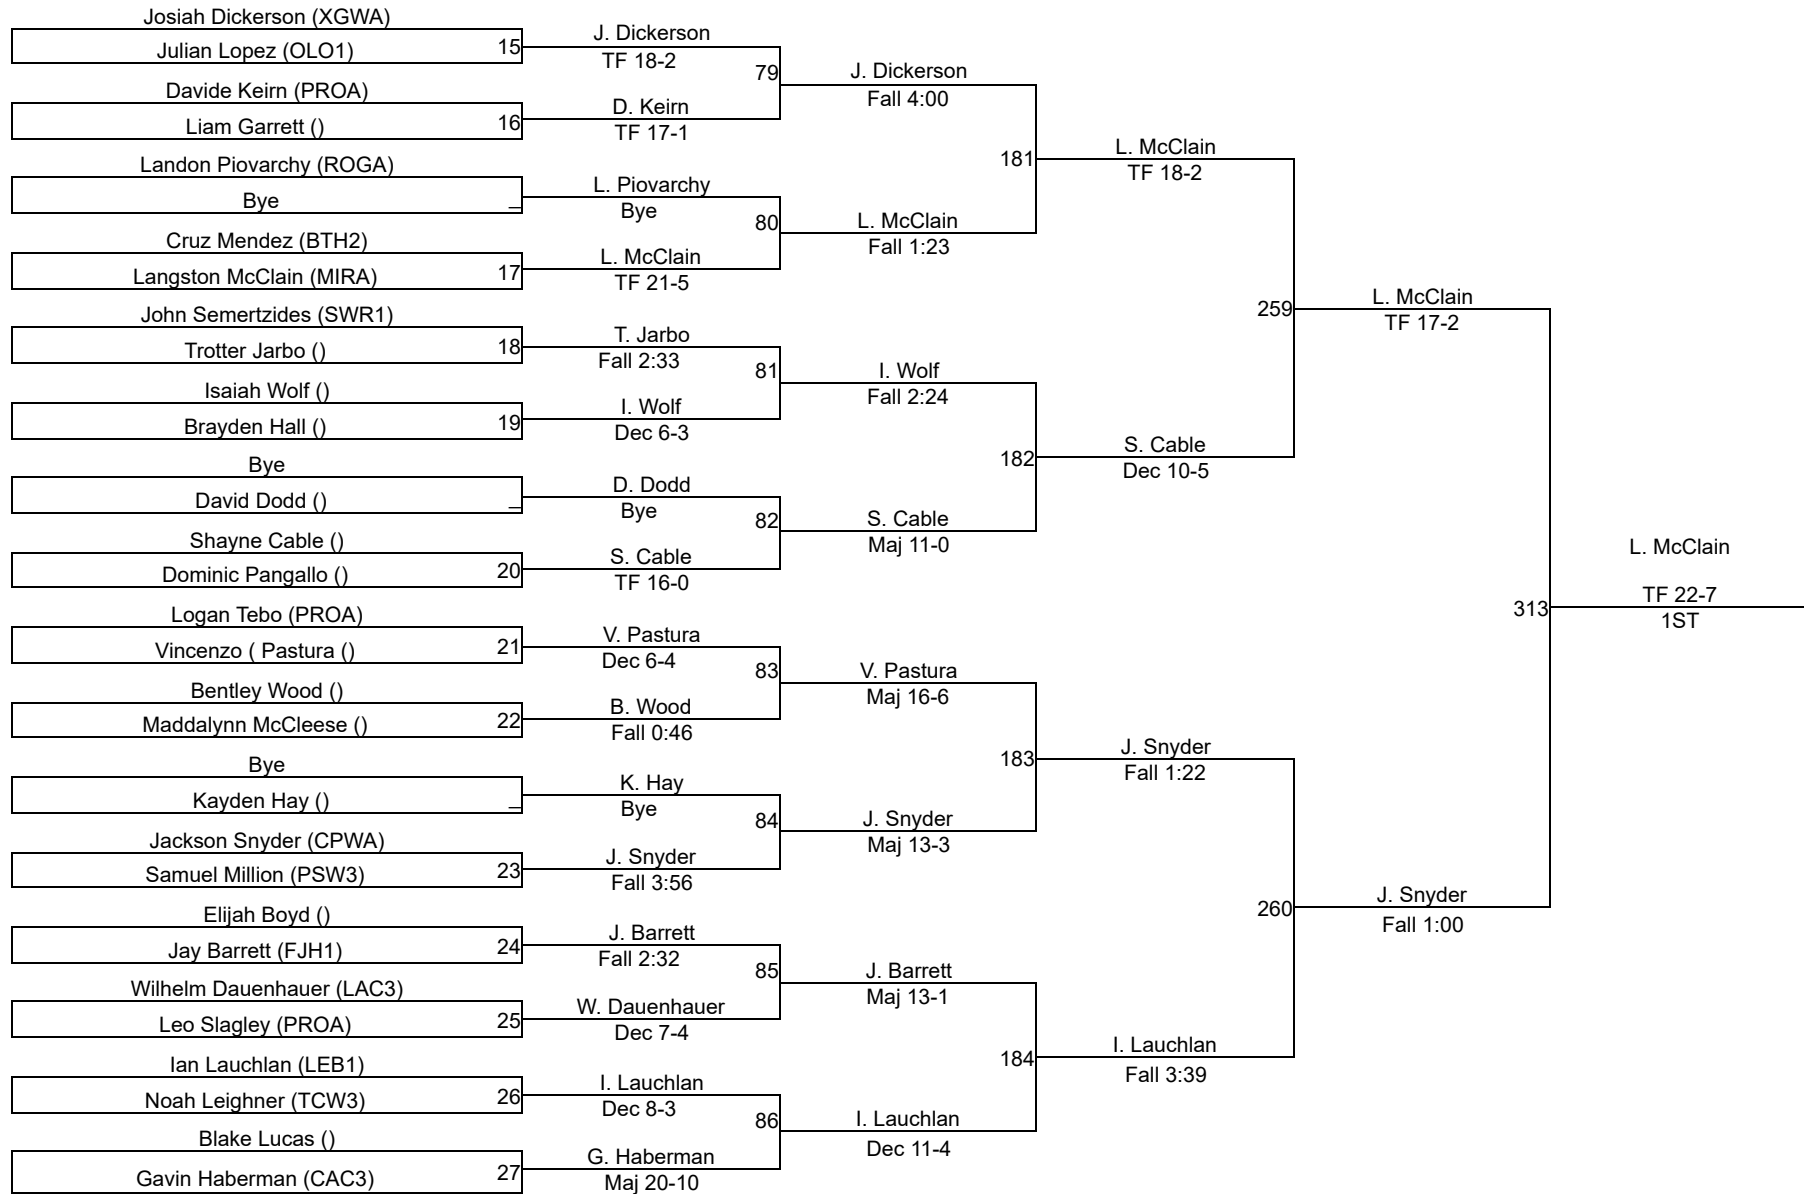 Josiah Dickerson (XGWA)
Julian Lopez (OLO1)
15
Davide Keirn (PROA)
Liam Garrett ()
16
Landon Piovarchy (ROGA)
Bye
_
Cruz Mendez (BTH2)
Langston McClain (MIRA)
17
John Semertzides (SWR1)
Trotter Jarbo ()
18
Isaiah Wolf ()
Brayden Hall ()
19
Bye
David Dodd ()
_
Shayne Cable ()
Dominic Pangallo ()
20
Logan Tebo (PROA)
Vincenzo ( Pastura ()
21
Bentley Wood ()
Maddalynn McCleese ()
22
Bye
Kayden Hay ()
_
Jackson Snyder (CPWA)
Samuel Million (PSW3)
23
Elijah Boyd ()
Jay Barrett (FJH1)
24
Wilhelm Dauenhauer (LAC3)
Leo Slagley (PROA)
25
Ian Lauchlan (LEB1)
Noah Leighner (TCW3)
26
Blake Lucas ()
Gavin Haberman (CAC3)
27
J. Dickerson
TF 18-2
79
D. Keirn
TF 17-1
L. Piovarchy
Bye
80
L. McClain
TF 21-5
T. Jarbo
Fall 2:33
81
I. Wolf
Dec 6-3
D. Dodd
Bye
82
S. Cable
TF 16-0
V. Pastura
Dec 6-4
83
B. Wood
Fall 0:46
K. Hay
Bye
84
J. Snyder
Fall 3:56
J. Barrett
Fall 2:32
85
W. Dauenhauer
Dec 7-4
I. Lauchlan
Dec 8-3
86
G. Haberman
Maj 20-10
J. Dickerson
Fall 4:00
181
L. McClain
Fall 1:23
I. Wolf
Fall 2:24
182
S. Cable
Maj 11-0
V. Pastura
Maj 16-6
183
J. Snyder
Maj 13-3
J. Barrett
Maj 13-1
184
I. Lauchlan
Dec 11-4
L. McClain
TF 18-2
259
S. Cable
Dec 10-5
J. Snyder
Fall 1:22
260
I. Lauchlan
Fall 3:39
L. McClain
TF 17-2
313
J. Snyder
Fall 1:00
L. McClain
TF 22-7
1ST